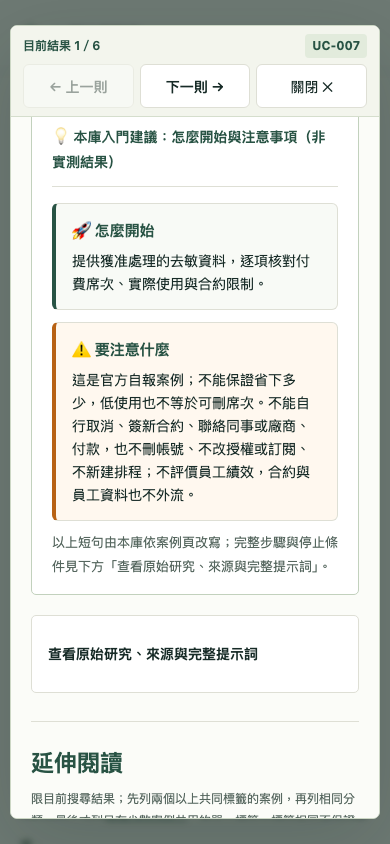 目前結果 1 / 6
UC-007
← 上一則
下一則 →
關閉 ✕
💡 本庫入門建議：怎麼開始與注意事項（非
實測結果）
🚀 怎麼開始
提供獲准處理的去敏資料，逐項核對付
費席次、實際使用與合約限制。
⚠️ 要注意什麼
這是官方自報案例；不能保證省下多
少，低使用也不等於可刪席次。不能自
行取消、簽新合約、聯絡同事或廠商、
付款，也不刪帳號、不改授權或訂閱、
不新建排程；不評價員工績效，合約與
員工資料也不外流。
以上短句由本庫依案例頁改寫；完整步驟與停止條
件見下方「查看原始研究、來源與完整提示詞」。
查看原始研究、來源與完整提示詞
延伸閱讀
限目前搜尋結果；先列兩個以上共同標籤的案例，再列相同分